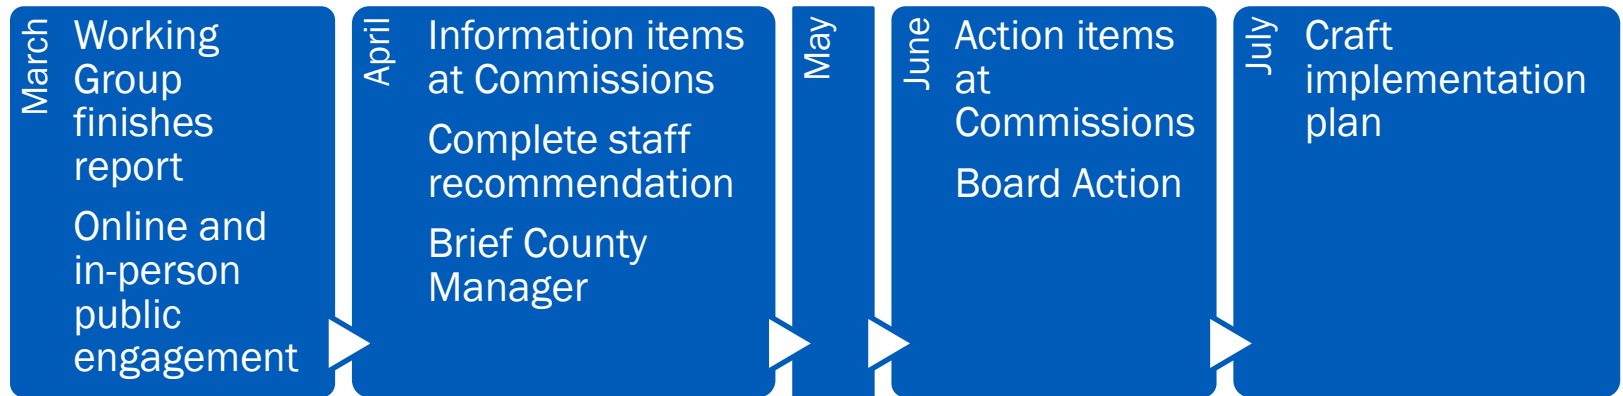 March
Working
Group
finishes
report
Online and
in-person
public
engagement
April
Information items
at Commissions
Complete staff
recommendation
Brief County
Manager
May
June
Action items
at
Commissions
Board Action
July
Craft
implementation
plan